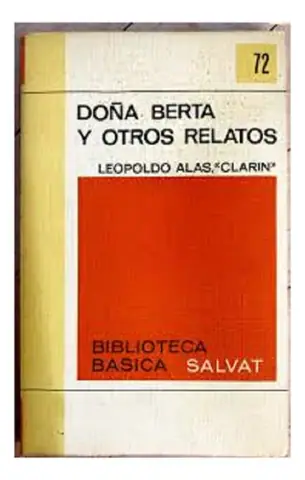 72
DOÑA BERTA
Y OTROS RELATOS
LEOPOLDO ALAS, "CLARIN"
BIBLIOTECA
BASICA SALVAT